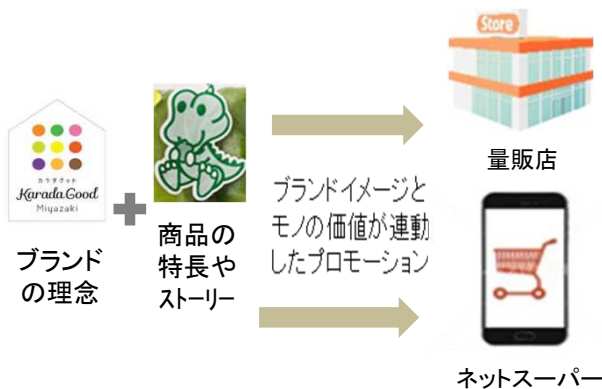 Store
量販店
カラダグッド
Karada Good
Miyazaki
ブランド
の理念
商品の
特長や
ストーリー
ブランドイメージと
モノの価値が連動
したプロモーション
ネットスーパー